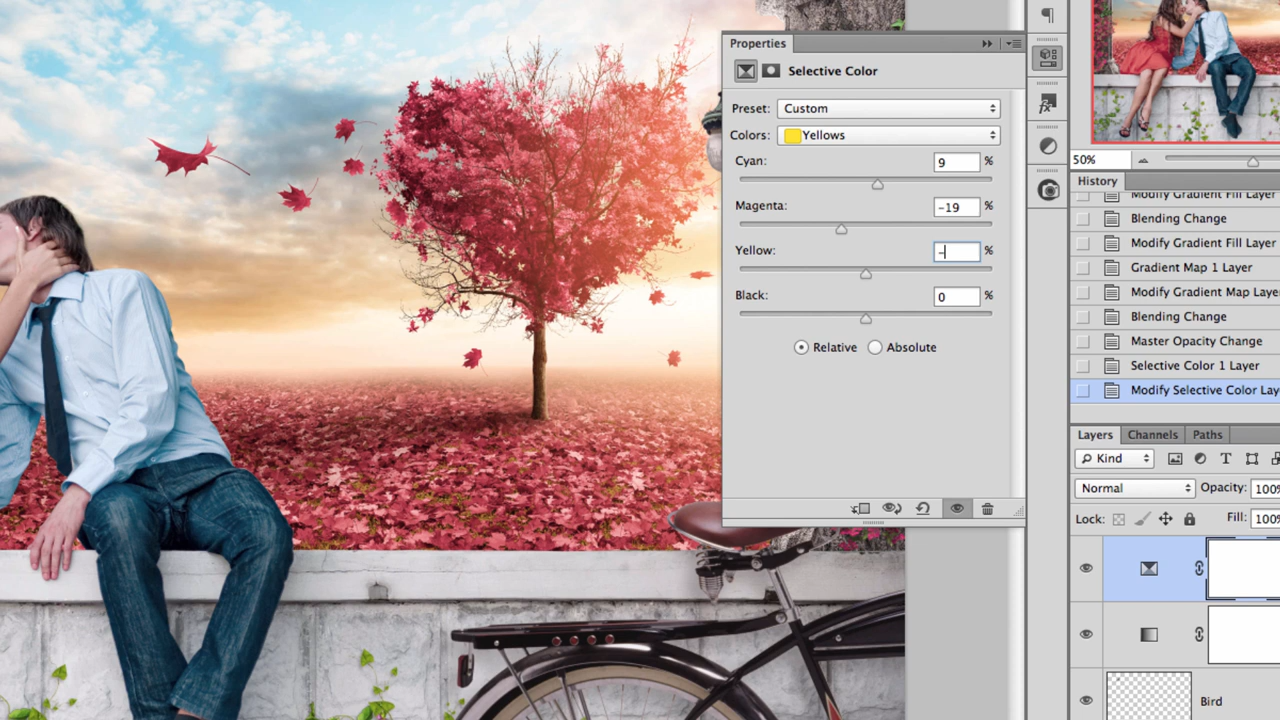 Properties
Selective Color
Preset: Custom
Colors: Yellows
Cyan: 9 %
Magenta: -19 %
Yellow: - %
Black: 0 %
Relative Absolute
50%
History
Modify Gradient Fill Layer
Blending Change
Modify Gradient Fill Layer
Gradient Map 1 Layer
Modify Gradient Map Laye
Blending Change
Master Opacity Change
Selective Color 1 Layer
Modify Selective Color Lay
Layers Channels Paths
Kind
Normal Opacity: 100%
Lock: Fill: 100%
Bird